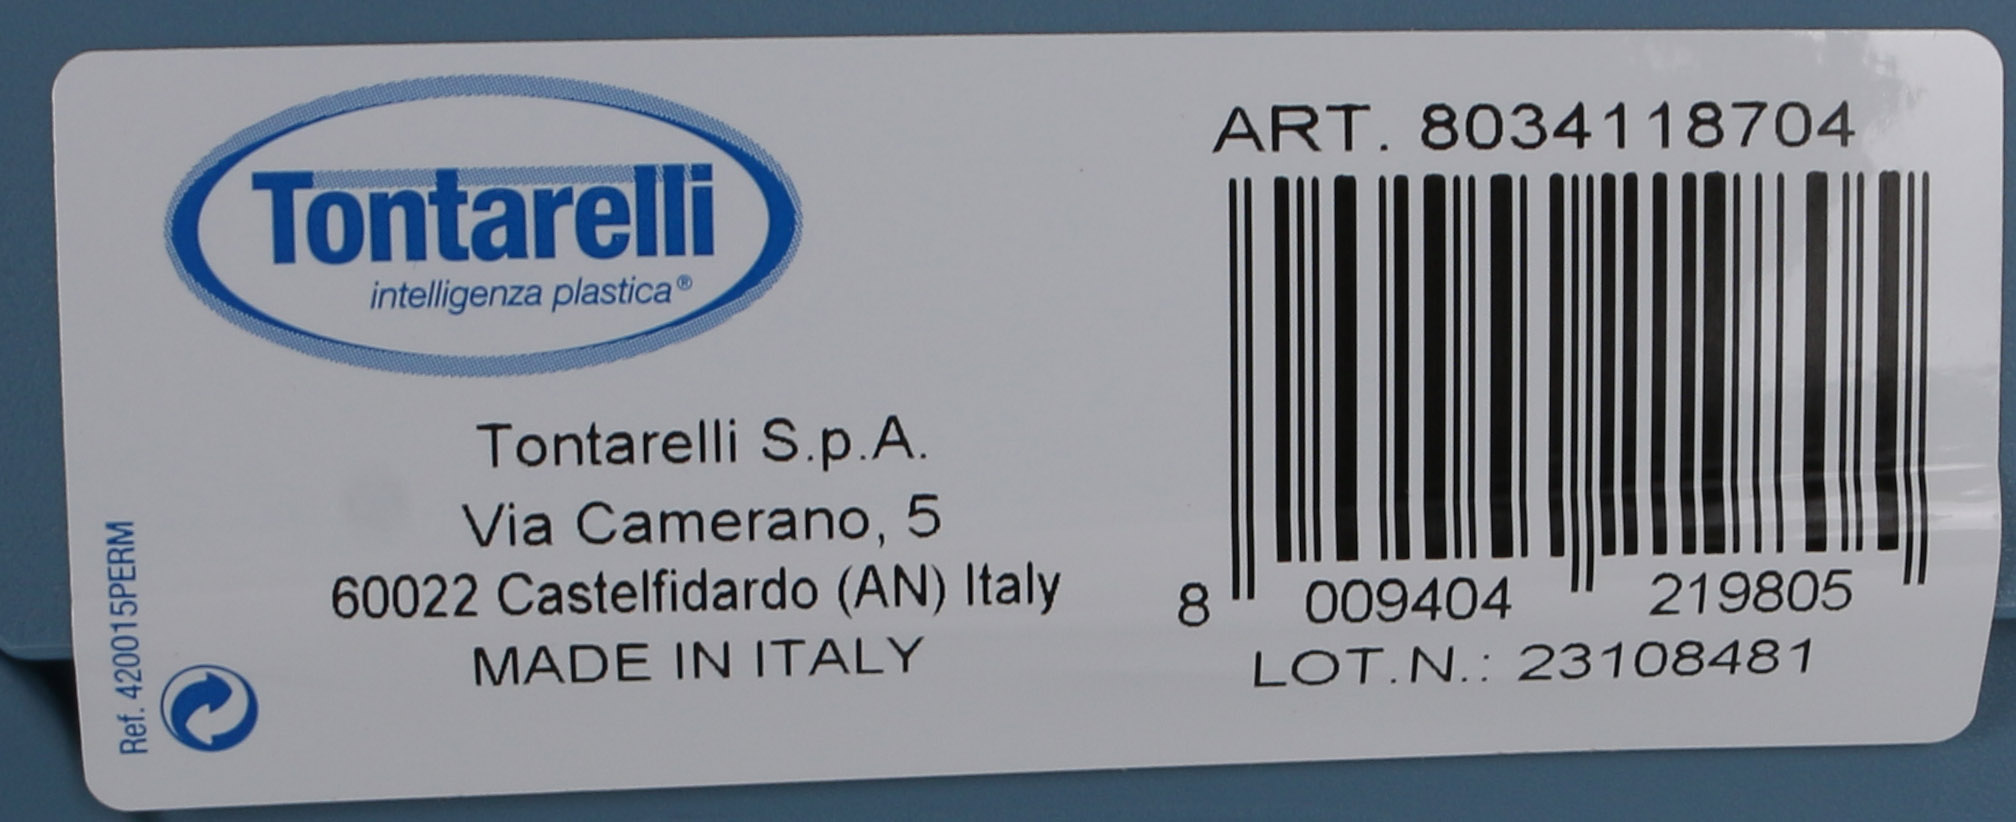 Tontarelli
intelligenza plastica®
Tontarelli S.p.A.
Via Camerano, 5
60022 Castelfidardo (AN) Italy
MADE IN ITALY
Ref. 420015PERM
ART. 8034118704
8 009404 219805
LOT.N.: 23108481